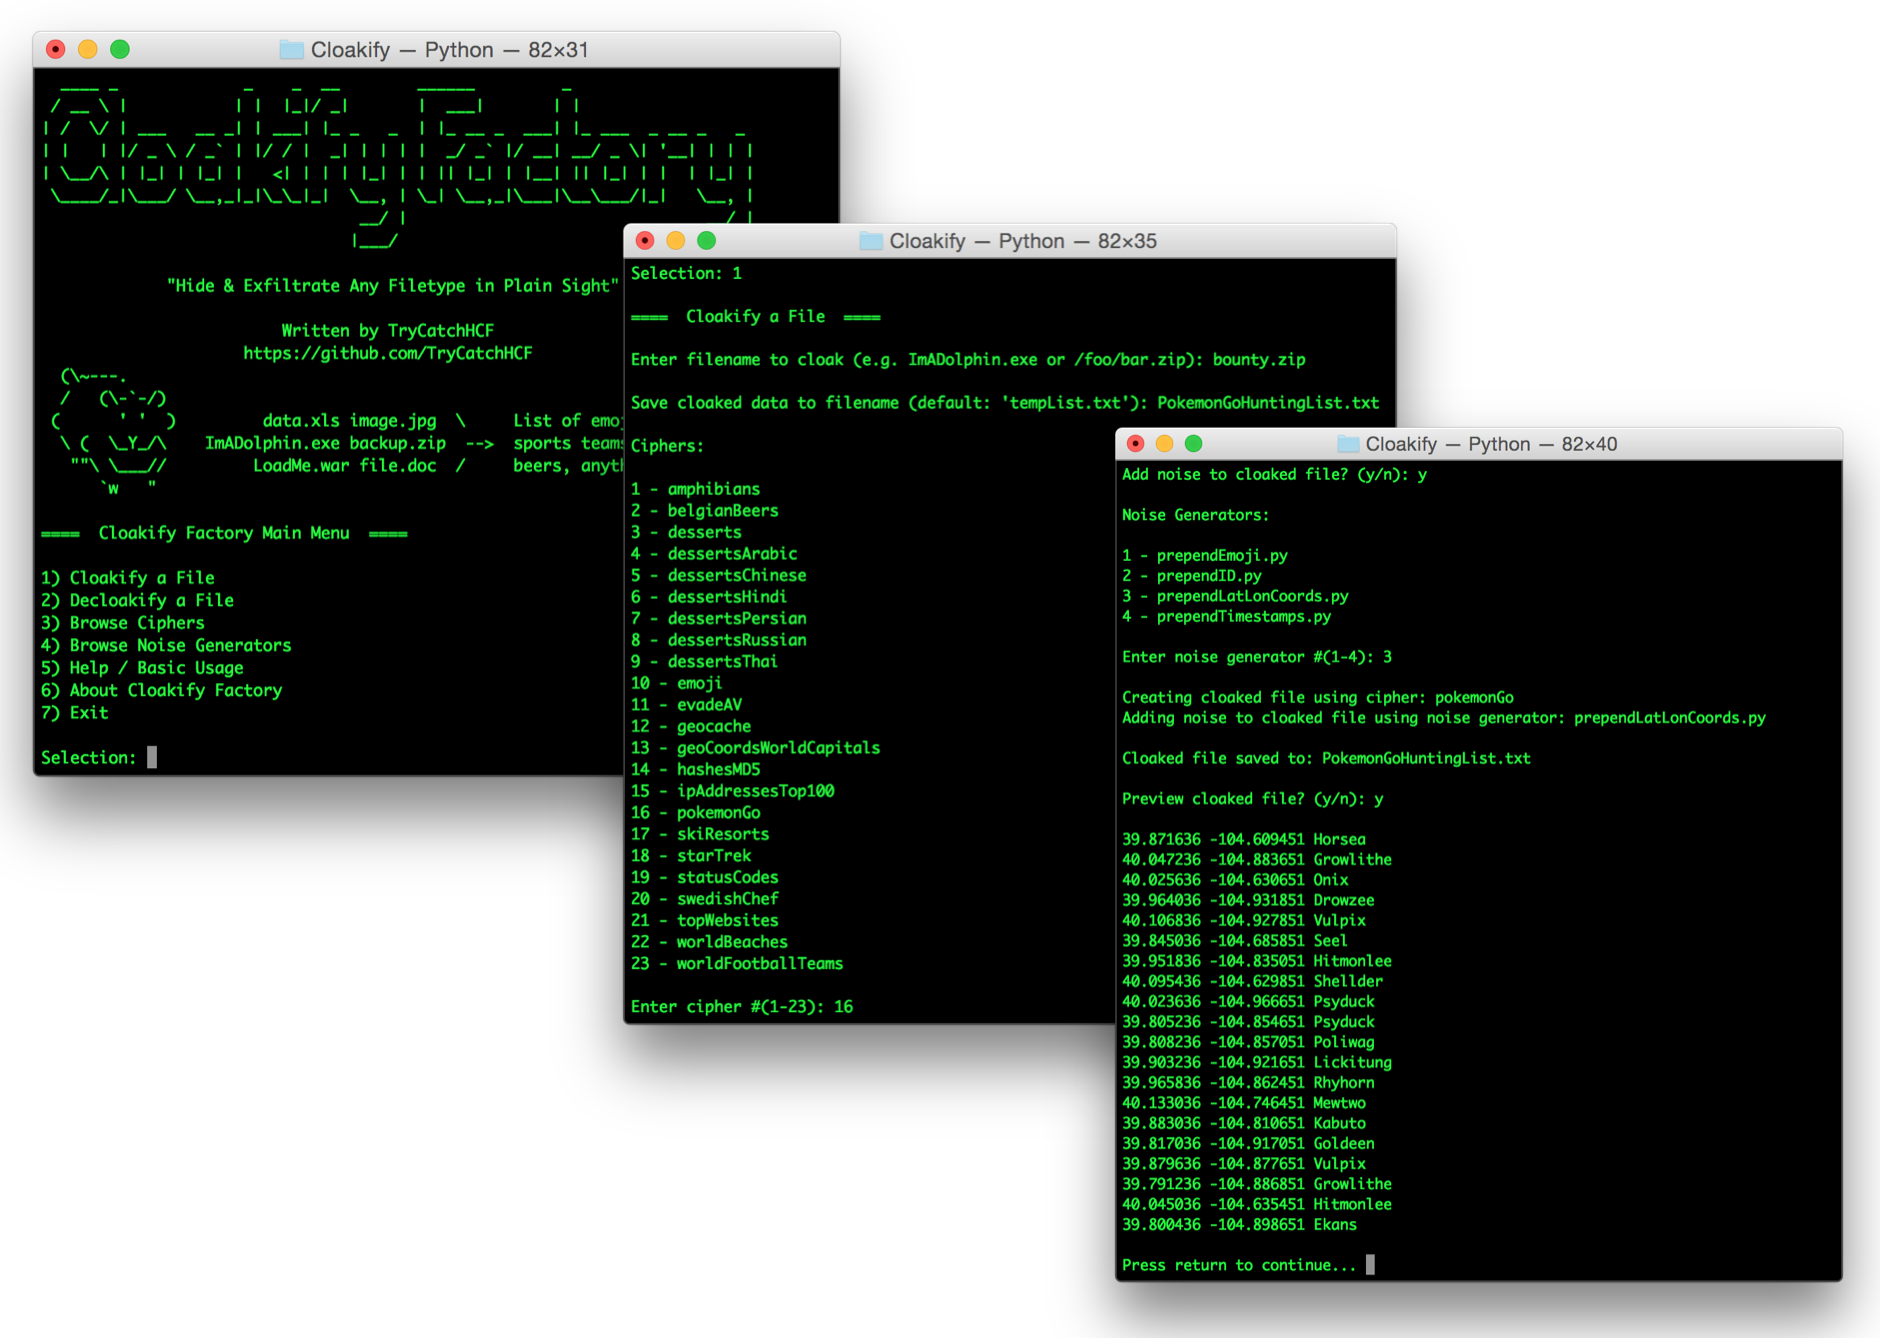 Cloakify — Python — 82×31
Cloakify Factory
"Hide & Exfiltrate Any Filetype in Plain Sight"
Written by TryCatchHCF
https://github.com/TryCatchHCF
data.xls image.jpg \ List of
ImADolphin.exe backup.zip --> sports
LoadMe.war file.doc / beers,
==== Cloakify Factory Main Menu ====
1) Cloakify a File
2) Decloakify a File
3) Browse Ciphers
4) Browse Noise Generators
5) Help / Basic Usage
6) About Cloakify Factory
7) Exit
Selection:
Cloakify — Python — 82×35
Selection: 1
==== Cloakify a File ====
Enter filename to cloak (e.g. ImADolphin.exe or /foo/bar.zip): bounty.zip
Save cloaked data to filename (default: 'tempList.txt'): PokemonGoHuntingList.txt
Ciphers:
1 - amphibians
2 - belgianBeers
3 - desserts
4 - dessertsArabic
5 - dessertsChinese
6 - dessertsHindi
7 - dessertsPersian
8 - dessertsRussian
9 - dessertsThai
10 - emoji
11 - evadeAV
12 - geocache
13 - geoCoordsWorldCapitals
14 - hashesMD5
15 - ipAddressesTop100
16 - pokemonGo
17 - skiResorts
18 - starTrek
19 - statusCodes
20 - swedishChef
21 - topWebsites
22 - worldBeaches
23 - worldFootballTeams
Enter cipher #(1-23): 16
Cloakify — Python — 82×40
Add noise to cloaked file? (y/n): y
Noise Generators:
1 - prependEmoji.py
2 - prependID.py
3 - prependLatLonCoords.py
4 - prependTimestamps.py
Enter noise generator #(1-4): 3
Creating cloaked file using cipher: pokemonGo
Adding noise to cloaked file using noise generator: prependLatLonCoords.py
Cloaked file saved to: PokemonGoHuntingList.txt
Preview cloaked file? (y/n): y
39.871636 -104.609451 Horsea
40.047236 -104.883651 Growlithe
40.025636 -104.630651 Onix
39.964036 -104.931851 Drowzee
40.106836 -104.927851 Vulpix
39.845036 -104.685851 Seel
39.951836 -104.835051 Hitmonlee
40.095436 -104.629851 Shellder
40.023636 -104.966651 Psyduck
39.805236 -104.854651 Psyduck
39.808236 -104.857051 Poliwag
39.903236 -104.921651 Lickitung
39.965836 -104.862451 Rhyhorn
40.133036 -104.746451 Mewtwo
39.883036 -104.810651 Kabuto
39.817036 -104.917051 Goldeen
39.879636 -104.877651 Vulpix
39.791236 -104.886851 Growlithe
40.045036 -104.635451 Hitmonlee
39.800436 -104.898651 Ekans
Press return to continue...